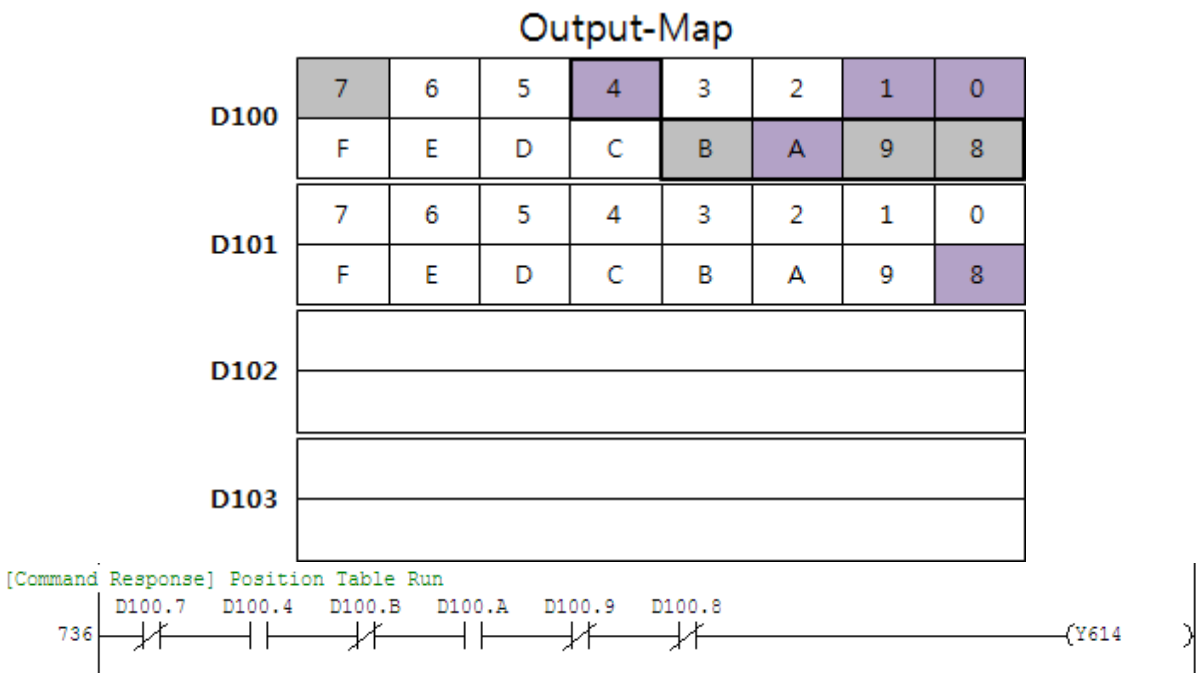 Output-Map
D100
7 6 5 4 3 2 1 0
F E D C B A 9 8
D101
7 6 5 4 3 2 1 0
F E D C B A 9 8
D102
D103
[Command Response] Position Table Run
D100.7 D100.4 D100.B D100.A D100.9 D100.8
736 (Y614 )